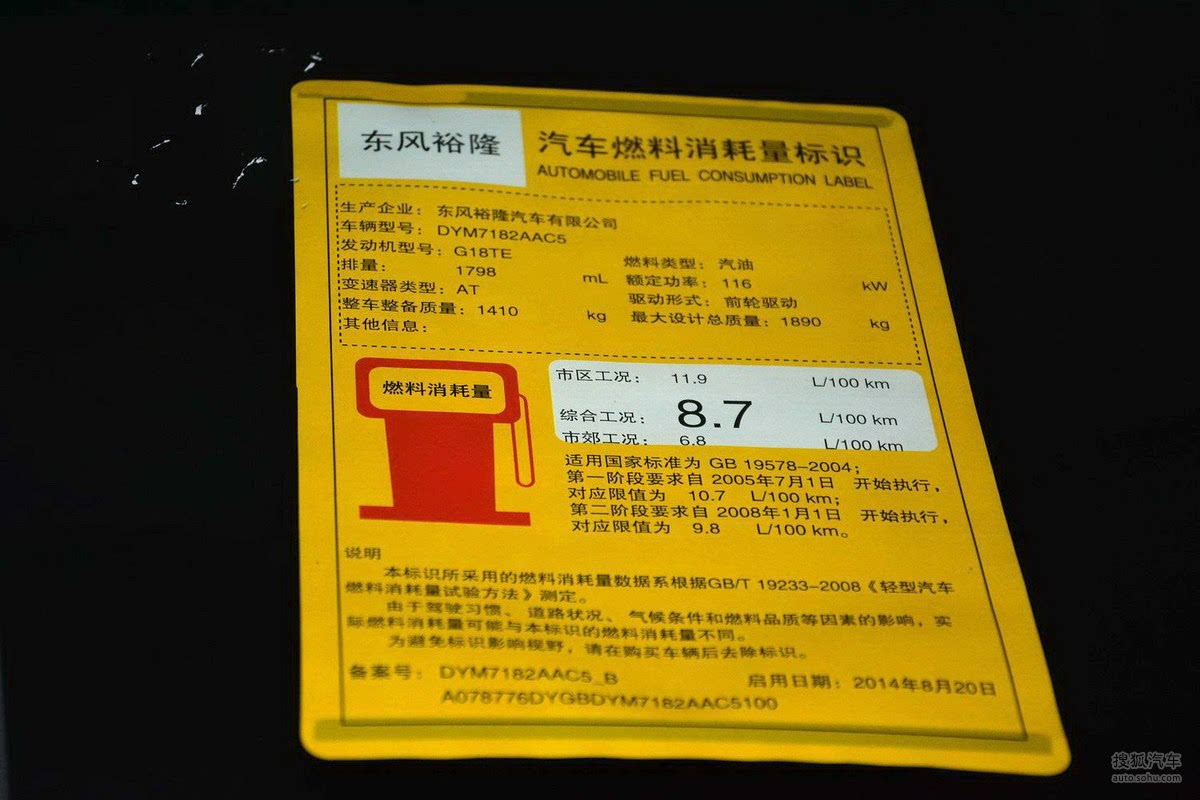 东风裕隆
汽车燃料消耗量标识
AUTOMOBILE FUEL CONSUMPTION LABEL
生产企业: 东风裕隆汽车有限公司
车辆型号: DYM7182AAC5
发动机型号: G18TE 燃料类型: 汽油
排量: 1798 mL 额定功率: 116 kW
变速器类型: AT 驱动形式: 前轮驱动
整车整备质量: 1410 kg 最大设计总质量: 1890 kg
其他信息:
燃料消耗量
市区工况: 11.9 L/100 km
综合工况: 8.7 L/100 km
市郊工况: 6.8 L/100 km
适用国家标准为 GB 19578-2004;
第一阶段要求自 2005年7月1日 开始执行,
对应限值为 10.7 L/100 km;
第二阶段要求自 2008年1月1日 开始执行,
对应限值为 9.8 L/100 km。
说明
本标识所采用的燃料消耗量数据系根据GB/T 19233-2008《轻型汽车
燃料消耗量试验方法》测定。
由于驾驶习惯、道路状况、气候条件和燃料品质等因素的影响,实
际燃料消耗量可能与本标识的燃料消耗量不同。
为避免标识影响视野,请在购买车辆后去除标识。
备案号: DYM7182AAC5_B 启用日期: 2014年8月20日
A078776DYGBDYM7182AAC5100
搜狐汽车
auto.sohu.com